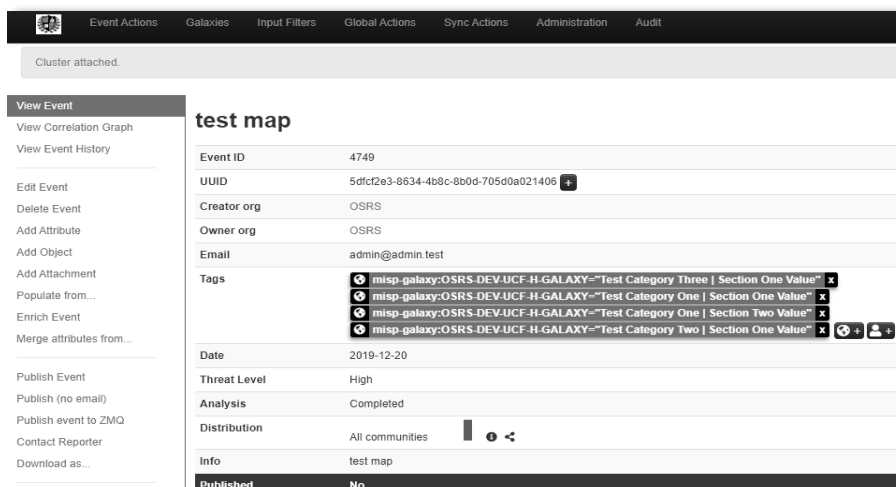 Event Actions Galaxies Input Filters Global Actions Sync Actions Administration Audit
Cluster attached.
View Event
View Correlation Graph
View Event History
Edit Event
Delete Event
Add Attribute
Add Object
Add Attachment
Populate from...
Enrich Event
Merge attributes from...
Publish Event
Publish (no email)
Publish event to ZMQ
Contact Reporter
Download as...
test map
Event ID 4749
UUID 5dfcf2e3-8634-4b8c-8b0d-705d0a021406 +
Creator org OSRS
Owner org OSRS
Email admin@admin.test
Tags misp-galaxy:OSRS-DEV-UCF-H-GALAXY="Test Category Three | Section One Value" x
misp-galaxy:OSRS-DEV-UCF-H-GALAXY="Test Category One | Section One Value" x
misp-galaxy:OSRS-DEV-UCF-H-GALAXY="Test Category One | Section Two Value" x
misp-galaxy:OSRS-DEV-UCF-H-GALAXY="Test Category Two | Section One Value" x + +
Date 2019-12-20
Threat Level High
Analysis Completed
Distribution All communities
Info test map
Published No